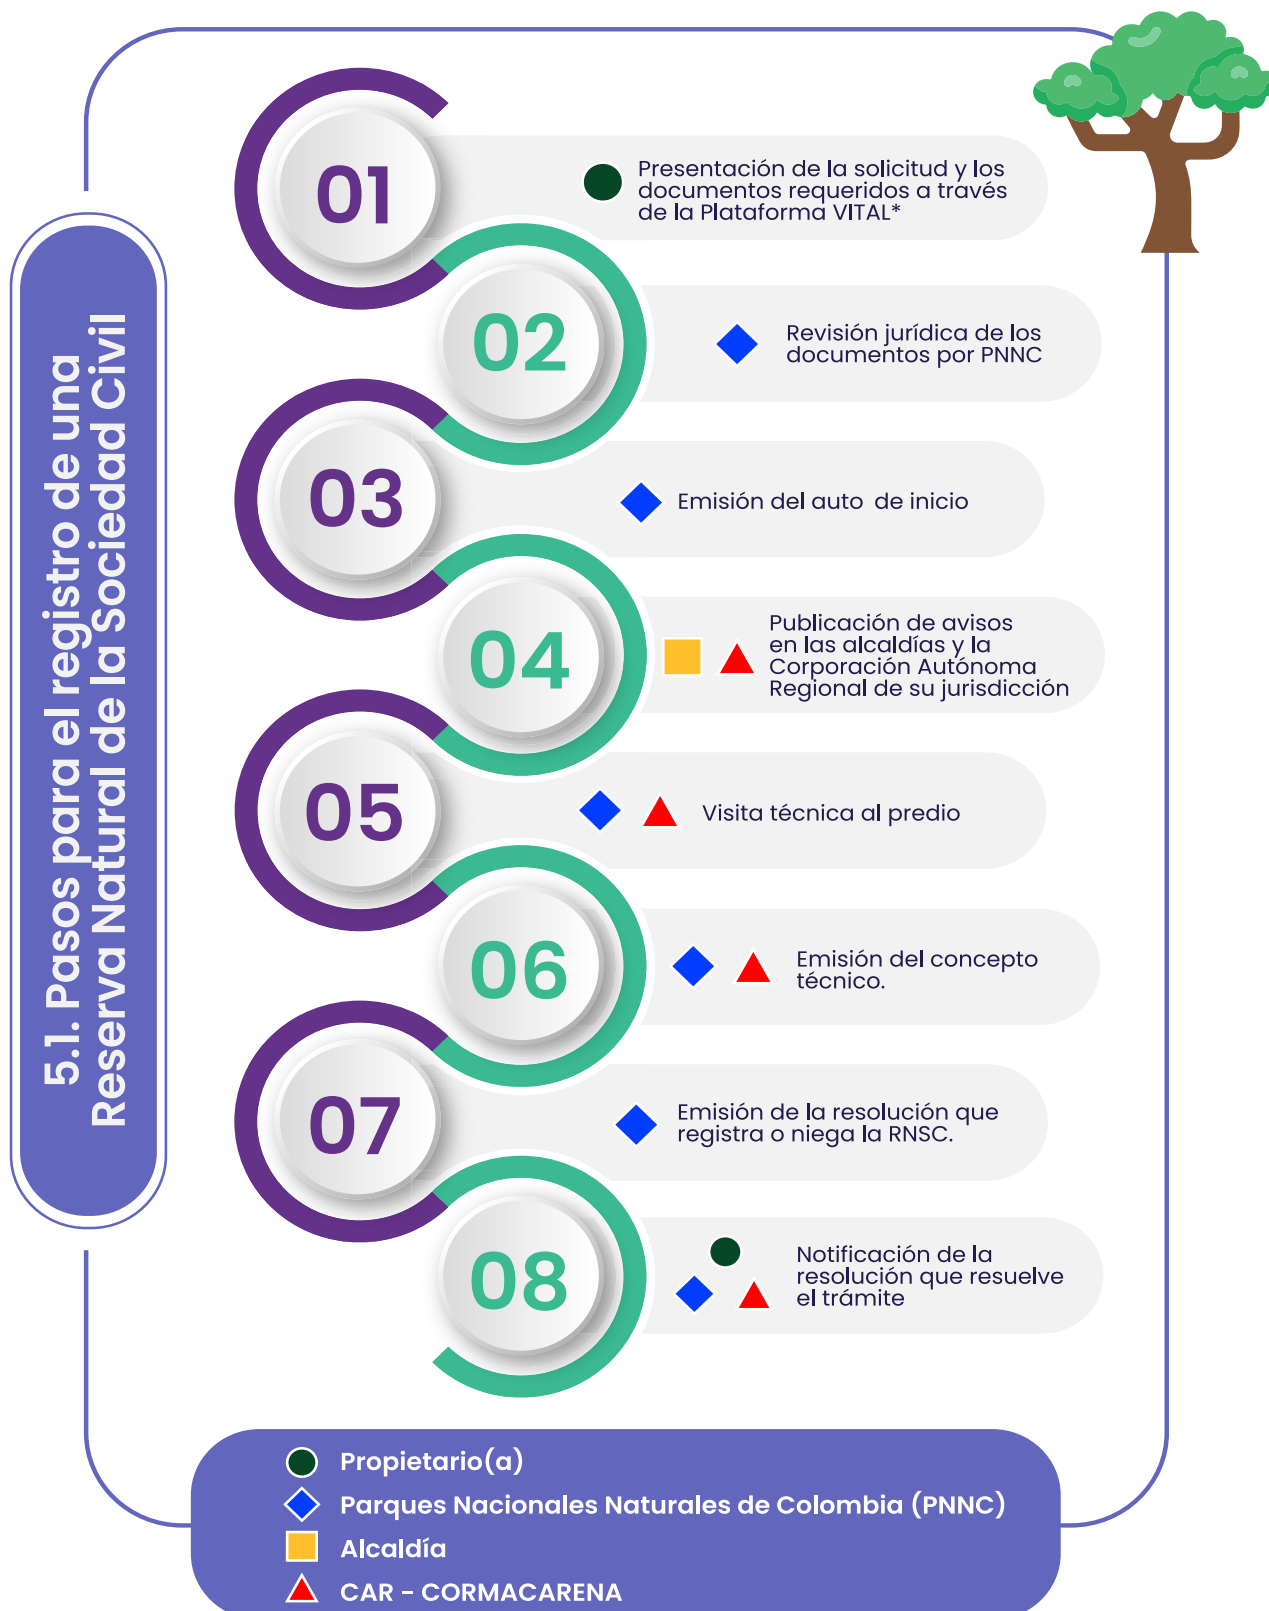 5.1. Pasos para el registro de una
Reserva Natural de la Sociedad Civil
01
Presentación de la solicitud y los
documentos requeridos a través
de la Plataforma VITAL*
02
Revisión jurídica de los
documentos por PNNC
03
Emisión del auto de inicio
04
Publicación de avisos
en las alcaldías y la
Corporación Autónoma
Regional de su jurisdicción
05
Visita técnica al predio
06
Emisión del concepto
técnico.
07
Emisión de la resolución que
registra o niega la RNSC.
08
Notificación de la
resolución que resuelve
el trámite
Propietario(a)
Parques Nacionales Naturales de Colombia (PNNC)
Alcaldía
CAR - CORMACARENA